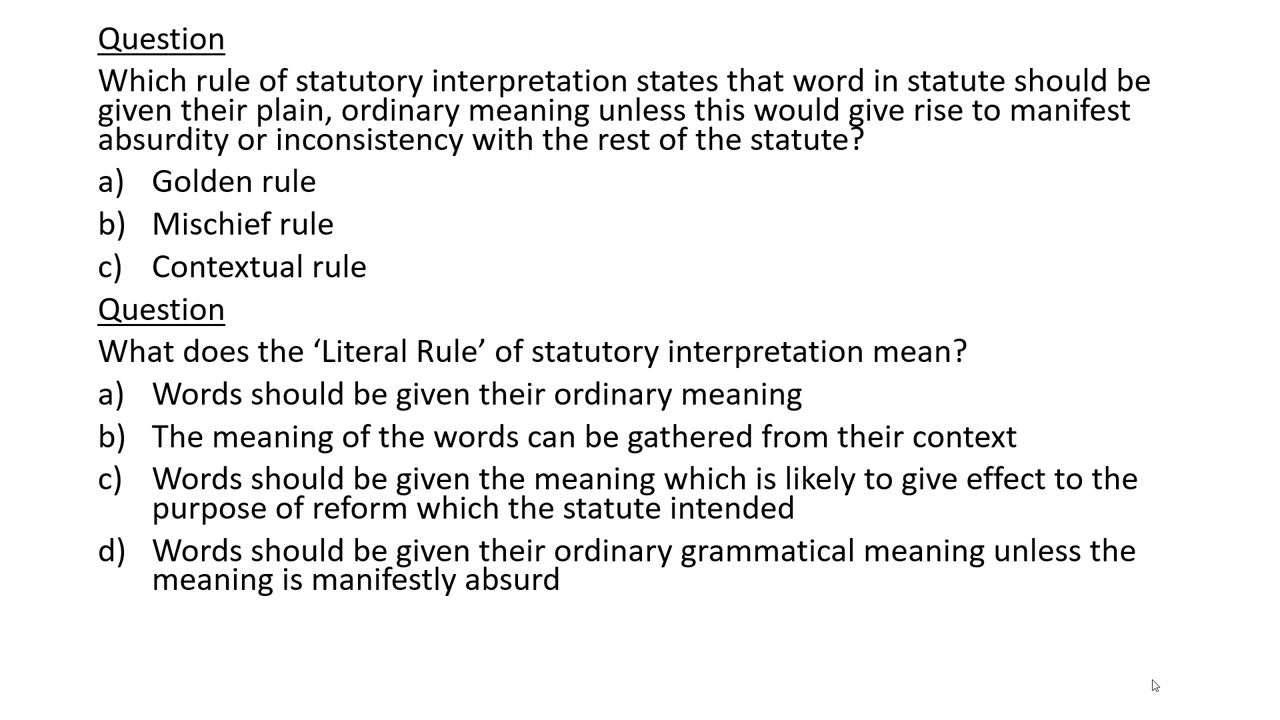 Question
Which rule of statutory interpretation states that word in statute should be
given their plain, ordinary meaning unless this would give rise to manifest
absurdity or inconsistency with the rest of the statute?
a) Golden rule
b) Mischief rule
c) Contextual rule
Question
What does the ‘Literal Rule’ of statutory interpretation mean?
a) Words should be given their ordinary meaning
b) The meaning of the words can be gathered from their context
c) Words should be given the meaning which is likely to give effect to the
purpose of reform which the statute intended
d) Words should be given their ordinary grammatical meaning unless the
meaning is manifestly absurd